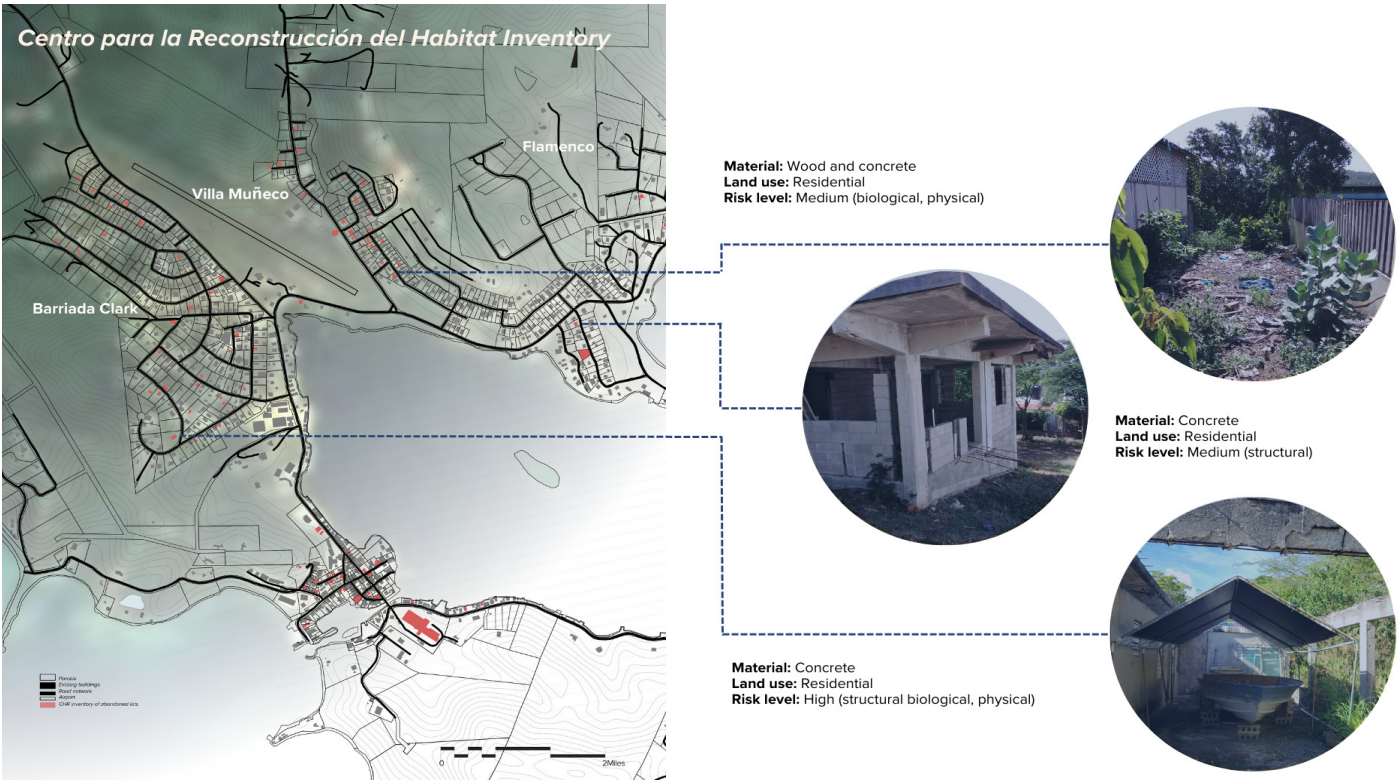 Centro para la Reconstrucción del Habitat Inventory
N
Flamenco
Villa Muñeco
Barriada Clark
Material: Wood and concrete
Land use: Residential
Risk level: Medium (biological, physical)
Material: Concrete
Land use: Residential
Risk level: Medium (structural)
Material: Concrete
Land use: Residential
Risk level: High (structural biological, physical)
Parcels
Existing buildings
Road network
Airport
CHR inventory of abandoned lots
0
2Miles